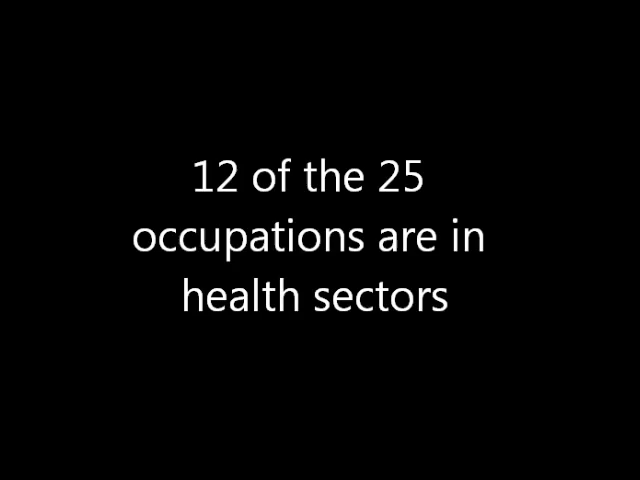 12 of the 25
occupations are in
health sectors